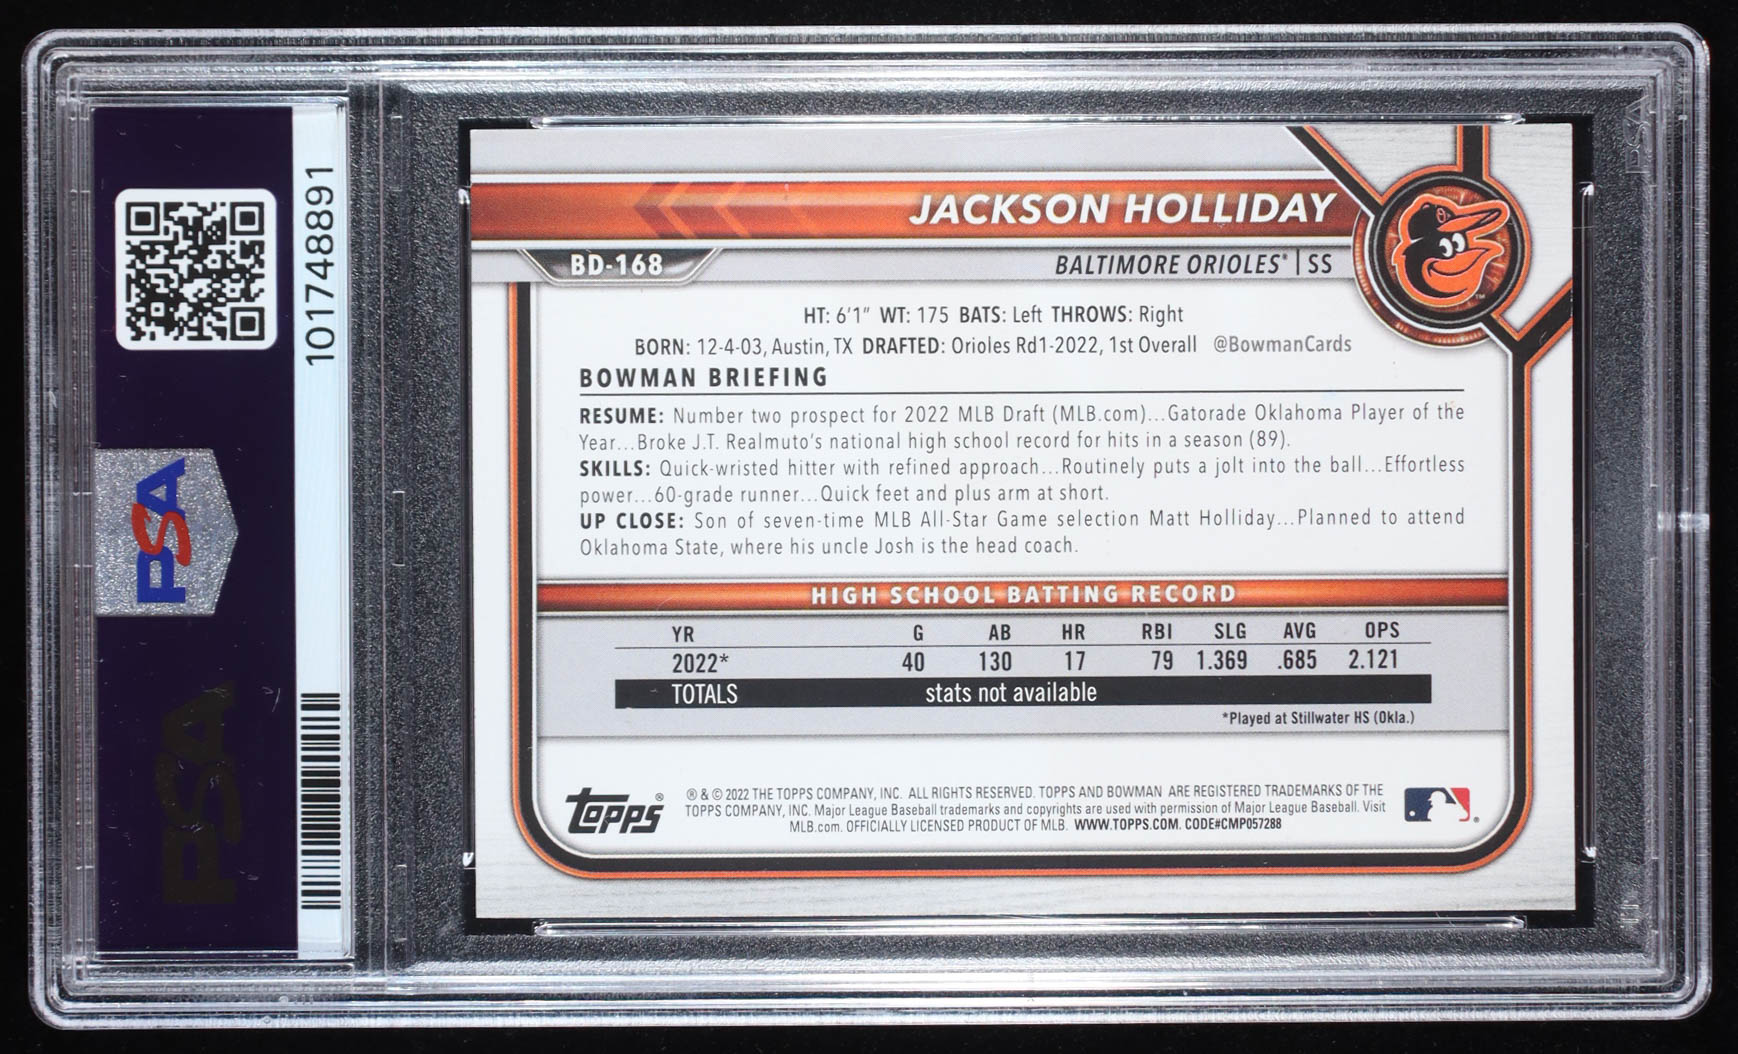 101748891
PSA
PSA
JACKSON HOLLIDAY
BD-168
BALTIMORE ORIOLES® | SS
HT: 6'1" WT: 175 BATS: Left THROWS: Right
BORN: 12-4-03, Austin, TX DRAFTED: Orioles Rd1-2022, 1st Overall @BowmanCards
BOWMAN BRIEFING
RESUME: Number two prospect for 2022 MLB Draft (MLB.com)...Gatorade Oklahoma Player of the
Year...Broke J.T. Realmuto's national high school record for hits in a season (89).
SKILLS: Quick-wristed hitter with refined approach...Routinely puts a jolt into the ball...Effortless
power...60-grade runner...Quick feet and plus arm at short.
UP CLOSE: Son of seven-time MLB All-Star Game selection Matt Holliday...Planned to attend
Oklahoma State, where his uncle Josh is the head coach.
HIGH SCHOOL BATTING RECORD
YR G AB HR RBI SLG AVG OPS
2022* 40 130 17 79 1.369 .685 2.121
TOTALS stats not available
*Played at Stillwater HS (Okla.)
topps®
® & © 2022 THE TOPPS COMPANY, INC. ALL RIGHTS RESERVED. TOPPS AND BOWMAN ARE REGISTERED TRADEMARKS OF THE
TOPPS COMPANY, INC. Major League Baseball trademarks and copyrights are used with permission of Major League Baseball. Visit
MLB.com. OFFICIALLY LICENSED PRODUCT OF MLB. WWW.TOPPS.COM. CODE#CMP057288
PSA